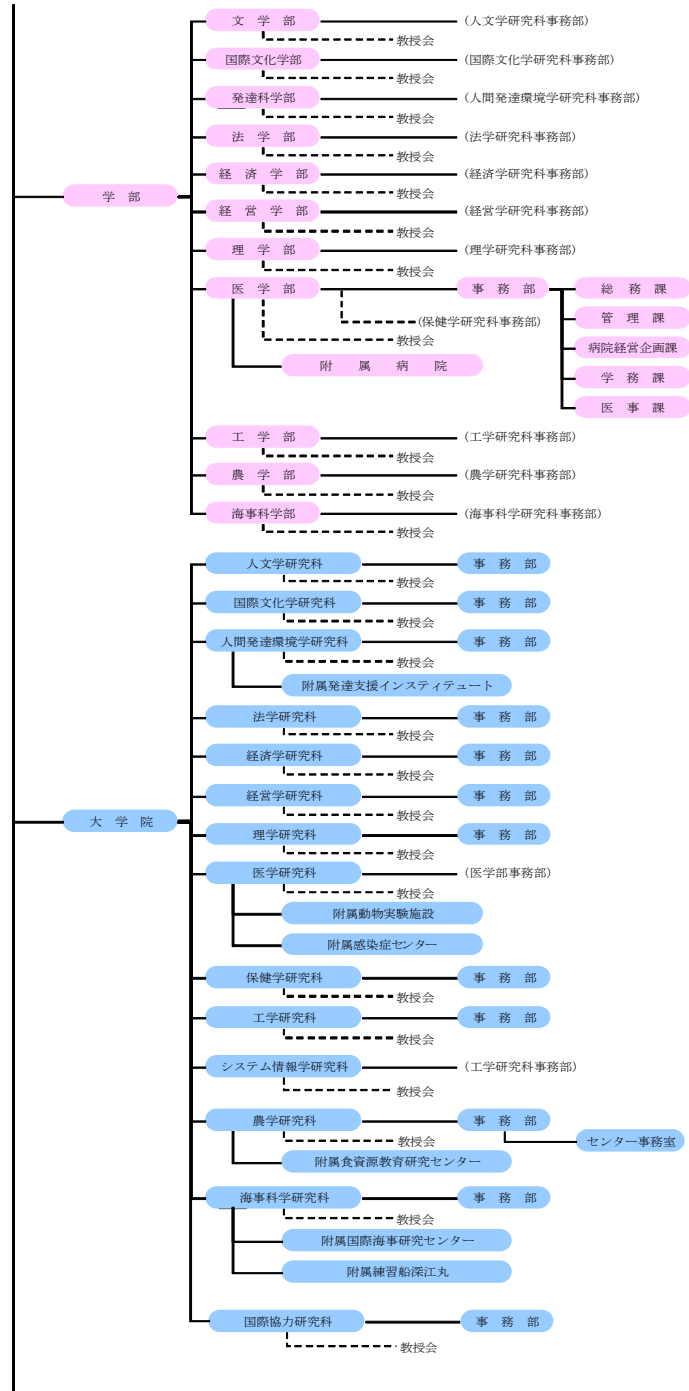 文学部 (人文学研究科事務部)
教授会
国際文化学部 (国際文化学研究科事務部)
教授会
発達科学部 (人間発達環境学研究科事務部)
教授会
法学部 (法学研究科事務部)
教授会
経済学部 (経済学研究科事務部)
教授会
学部
経営学部 (経営学研究科事務部)
教授会
理学部 (理学研究科事務部)
教授会
医学部 事務部 総務課
管理課
(保健学研究科事務部)
教授会
病院経営企画課
附属病院
学務課
医事課
工学部 (工学研究科事務部)
教授会
農学部 (農学研究科事務部)
教授会
海事科学部 (海事科学研究科事務部)
教授会
人文学研究科 事務部
教授会
国際文化学研究科 事務部
教授会
人間発達環境学研究科 事務部
教授会
附属発達支援インスティテュート
法学研究科 事務部
教授会
経済学研究科 事務部
教授会
経営学研究科 事務部
教授会
大学院
理学研究科 事務部
教授会
医学研究科 (医学部事務部)
教授会
附属動物実験施設
附属感染症センター
保健学研究科 事務部
教授会
工学研究科 事務部
教授会
システム情報学研究科 (工学研究科事務部)
教授会
農学研究科 事務部
教授会 センター事務室
附属食資源教育研究センター
海事科学研究科 事務部
教授会
附属国際海事研究センター
附属練習船深江丸
国際協力研究科 事務部
教授会